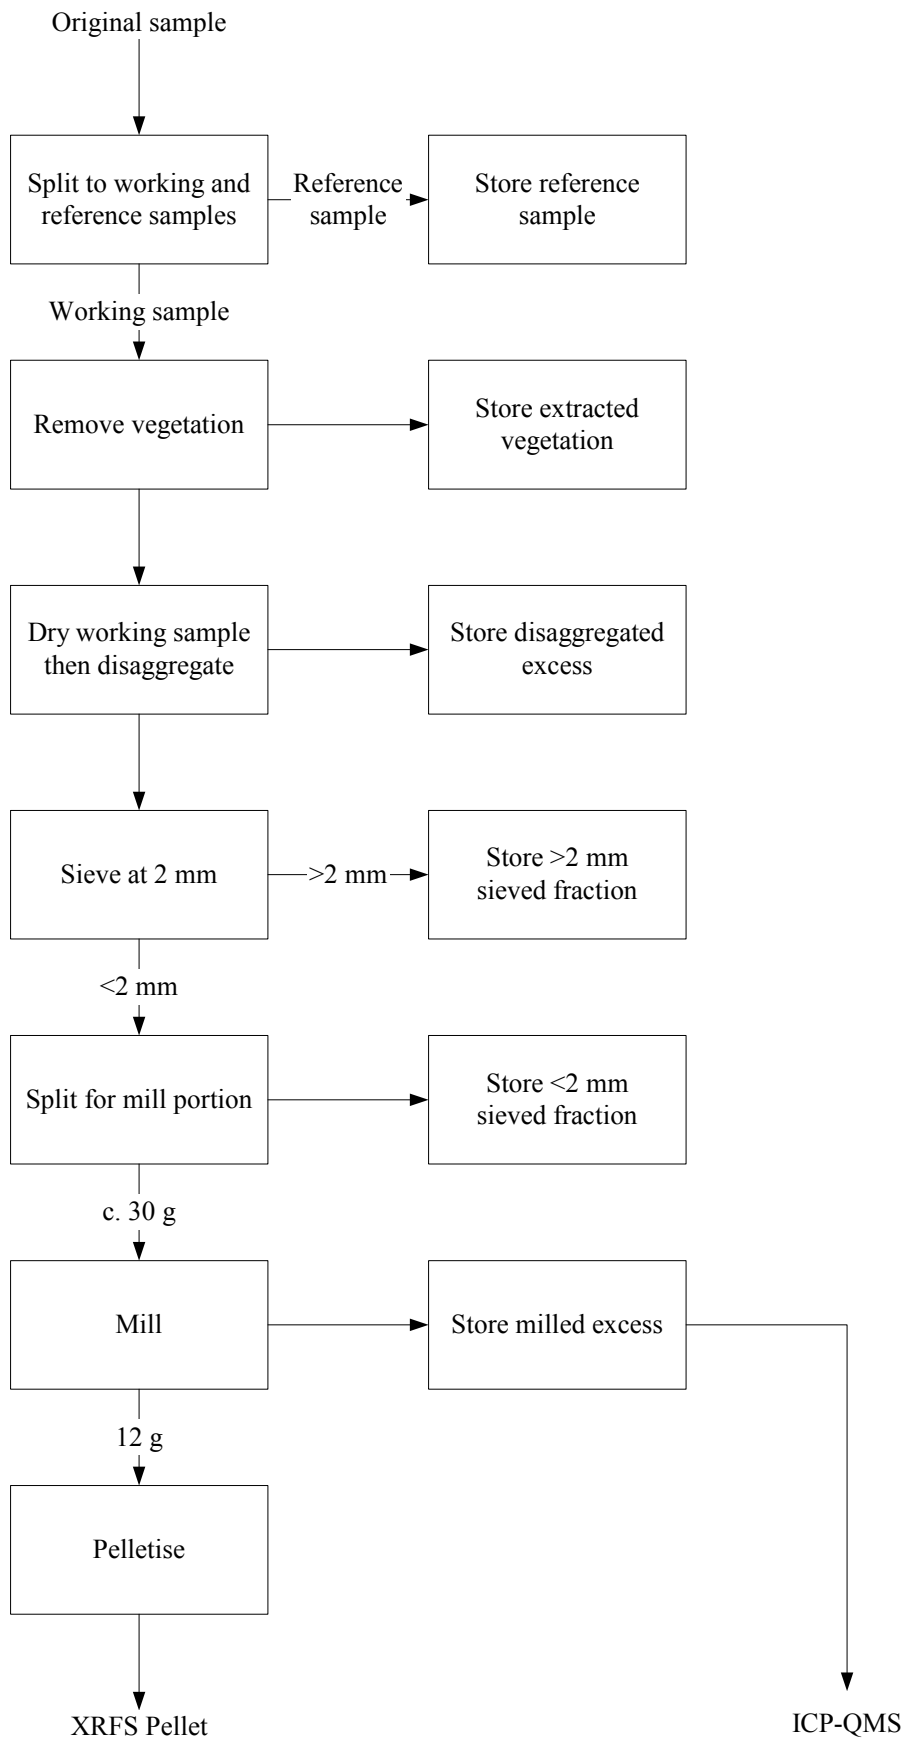 Original sample
Split to working and
reference samples
Reference
sample
Store reference
sample
Working sample
Remove vegetation
Store extracted
vegetation
Dry working sample
then disaggregate
Store disaggregated
excess
Sieve at 2 mm
>2 mm
Store >2 mm
sieved fraction
<2 mm
Split for mill portion
Store <2 mm
sieved fraction
c. 30 g
Mill
Store milled excess
12 g
Pelletise
XRFS Pellet
ICP-QMS